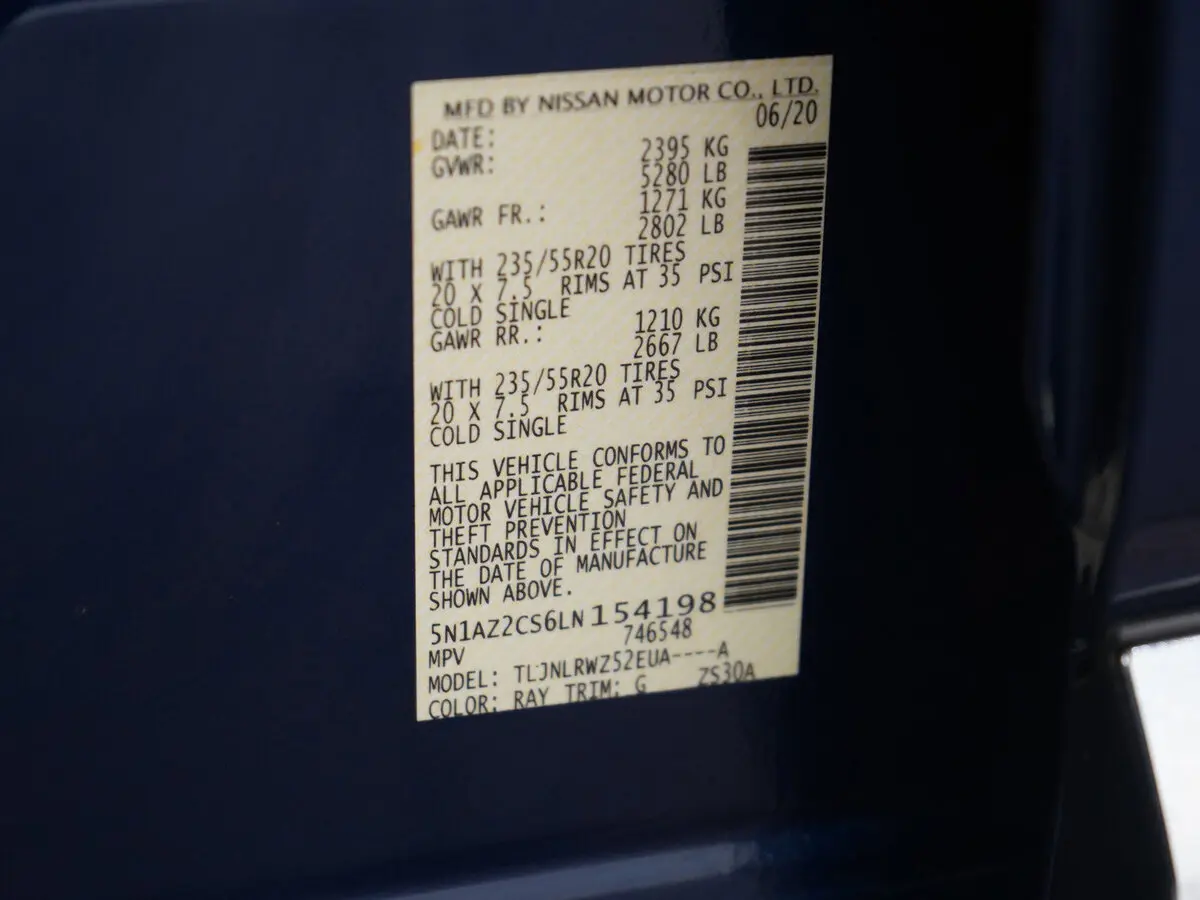 MFD BY NISSAN MOTOR CO., LTD.
DATE: 06/20
GVWR: 2395 KG
5280 LB
GAWR FR.: 1271 KG
2802 LB
WITH 235/55R20 TIRES
20 X 7.5 RIMS AT 35 PSI
COLD SINGLE
GAWR RR.: 1210 KG
2667 LB
WITH 235/55R20 TIRES
20 X 7.5 RIMS AT 35 PSI
COLD SINGLE
THIS VEHICLE CONFORMS TO
ALL APPLICABLE FEDERAL
MOTOR VEHICLE SAFETY AND
THEFT PREVENTION
STANDARDS IN EFFECT ON
THE DATE OF MANUFACTURE
SHOWN ABOVE.
5N1AZ2CS6LN154198
746548
MPV
MODEL: TLJNLRWZ52EUA----A
COLOR: RAY TRIM: G ZS30A